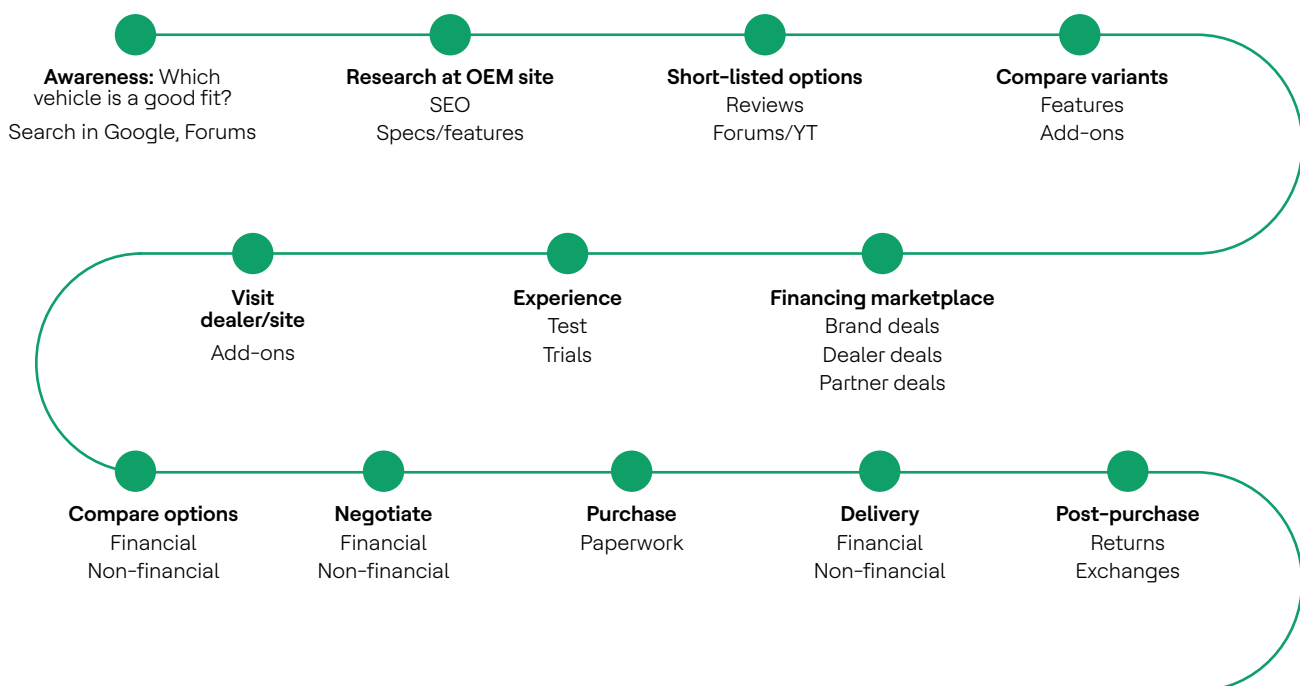 Awareness: Which
vehicle is a good fit?
Search in Google, Forums
Research at OEM site
SEO
Specs/features
Short-listed options
Reviews
Forums/YT
Compare variants
Features
Add-ons
Visit
dealer/site
Add-ons
Experience
Test
Trials
Financing marketplace
Brand deals
Dealer deals
Partner deals
Compare options
Financial
Non-financial
Negotiate
Financial
Non-financial
Purchase
Paperwork
Delivery
Financial
Non-financial
Post-purchase
Returns
Exchanges